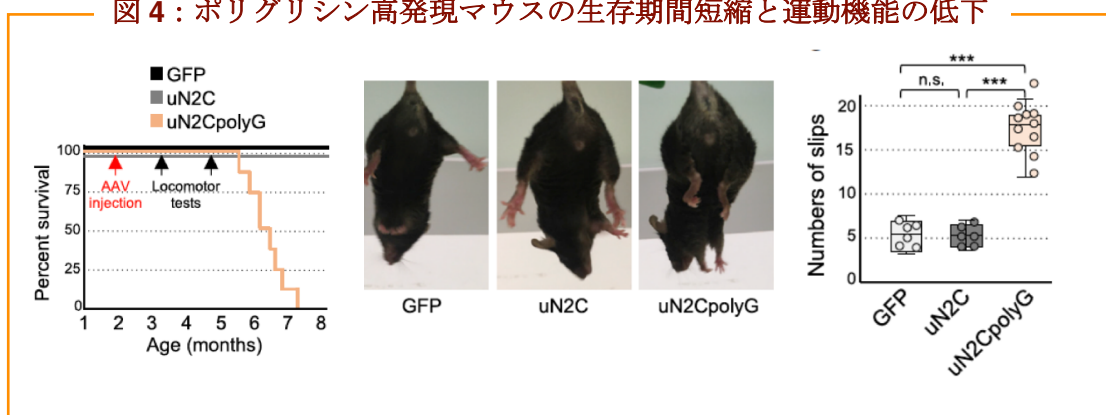 図 4：ポリグリシン高発現マウスの生存期間短縮と運動機能の低下
GFP
uN2C
uN2CpolyG
Percent survival
100
75
50
25
0
AAV
injection
Locomotor
tests
1 2 3 4 5 6 7 8
Age (months)
GFP
uN2C
uN2CpolyG
***
n.s.
***
Numbers of slips
20
15
10
5
0
GFP
uN2C
uN2CpolyG